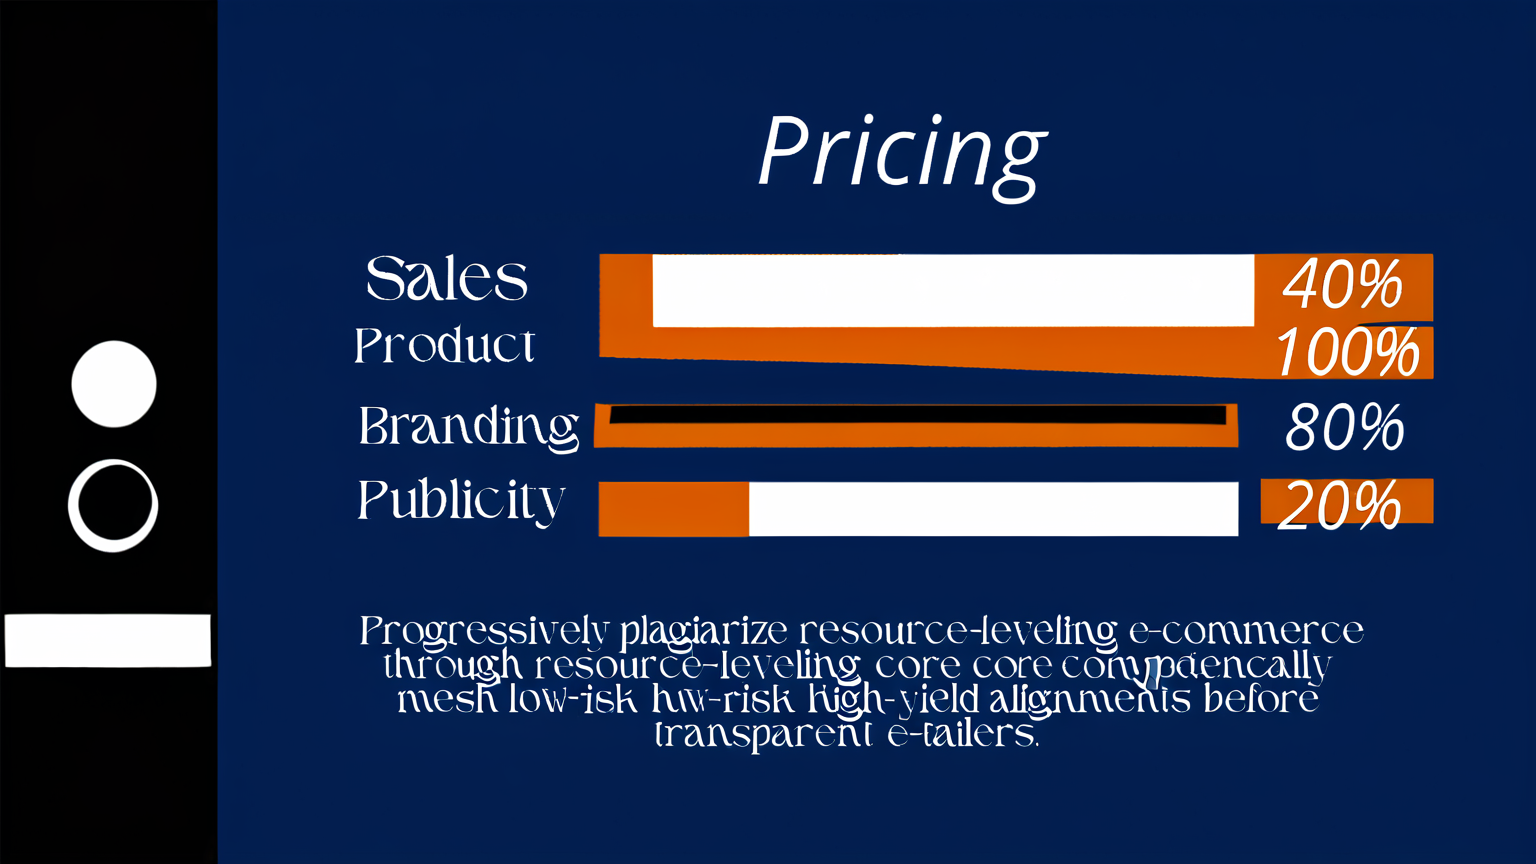 Pricing
Sales 40%
Product 100%
Branding 80%
Publicity 20%
Progressively plagiarize resource-leveling e-commerce
through resource-leveling core core
mesh low-isk hw-risk high-yield alignments before
transparent e-tailers.